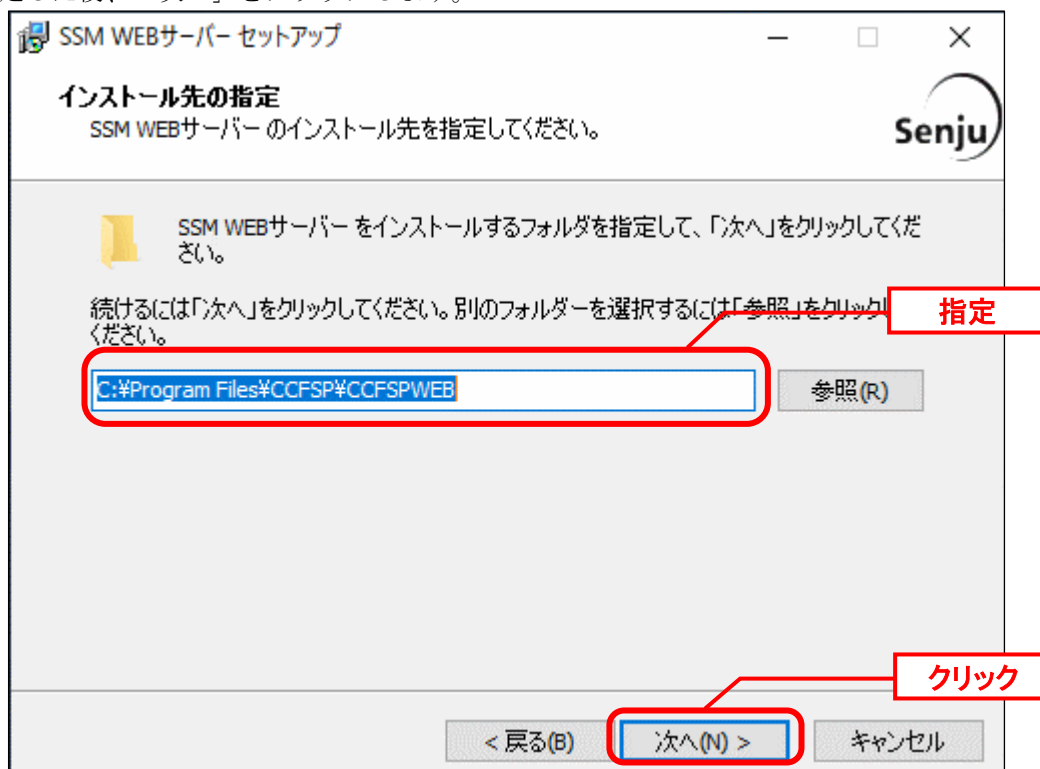 SSM WEBサーバー セットアップ
インストール先の指定
SSM WEBサーバー のインストール先を指定してください。
Senju
SSM WEBサーバー をインストールするフォルダを指定して、「次へ」をクリックしてくだ
さい。
続けるには「次へ」をクリックしてください。別のフォルダーを選択するには「参照」をクリック
ください。
指定
C:¥Program Files¥CCFSP¥CCFSPWEB
参照(R)
クリック
< 戻る(B)
次へ(N) >
キャンセル